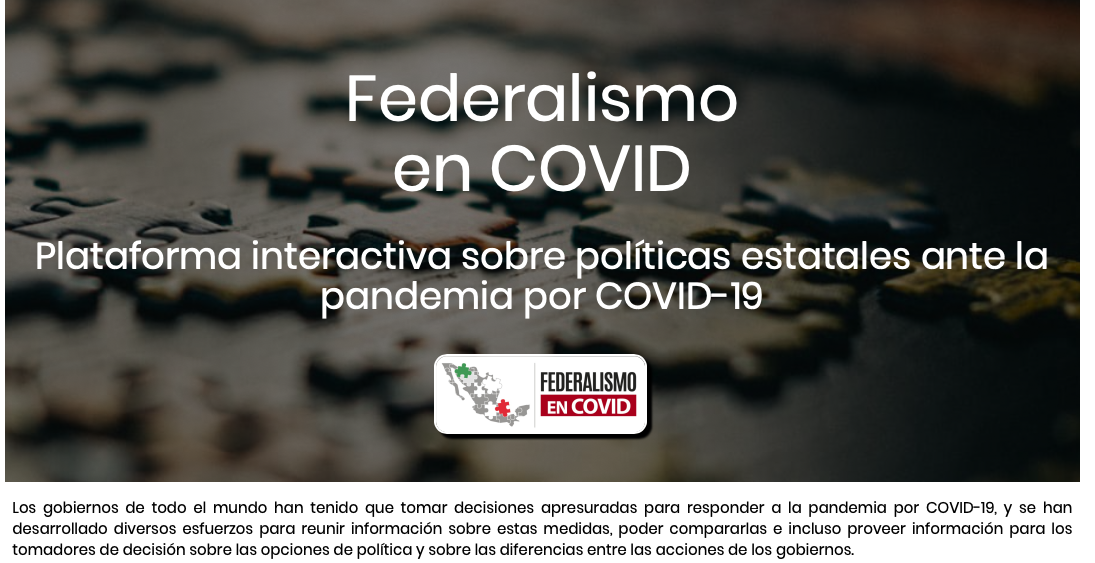 Federalismo
en COVID
Plataforma interactiva sobre políticas estatales ante la
pandemia por COVID-19
FEDERALISMO
EN COVID
Los gobiernos de todo el mundo han tenido que tomar decisiones apresuradas para responder a la pandemia por COVID-19, y se han
desarrollado diversos esfuerzos para reunir información sobre estas medidas, poder compararlas e incluso proveer información para los
tomadores de decisión sobre las opciones de política y sobre las diferencias entre las acciones de los gobiernos.